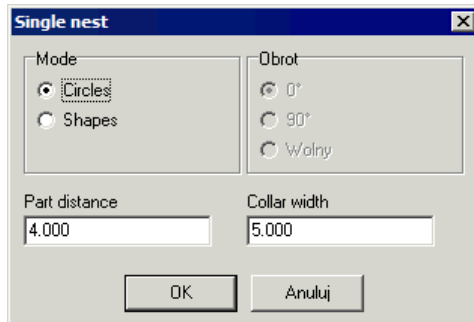 Single nest
Mode
Circles
Shapes
Obrot
0°
90°
Wolny
Part distance
4.000
Collar width
5.000
OK
Anuluj